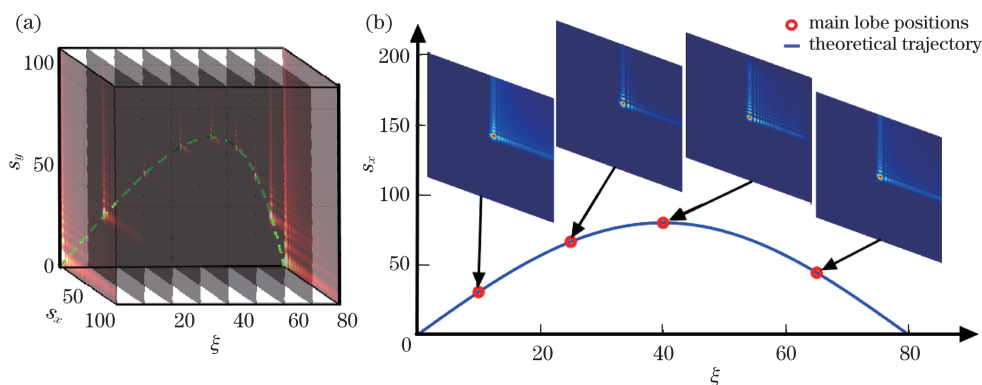 (a)
100
50
0
s_y
50
100
s_x
20
40
60
80
ξ
(b)
main lobe positions
theoretical trajectory
200
150
100
50
0
s_x
20
40
60
80
ξ